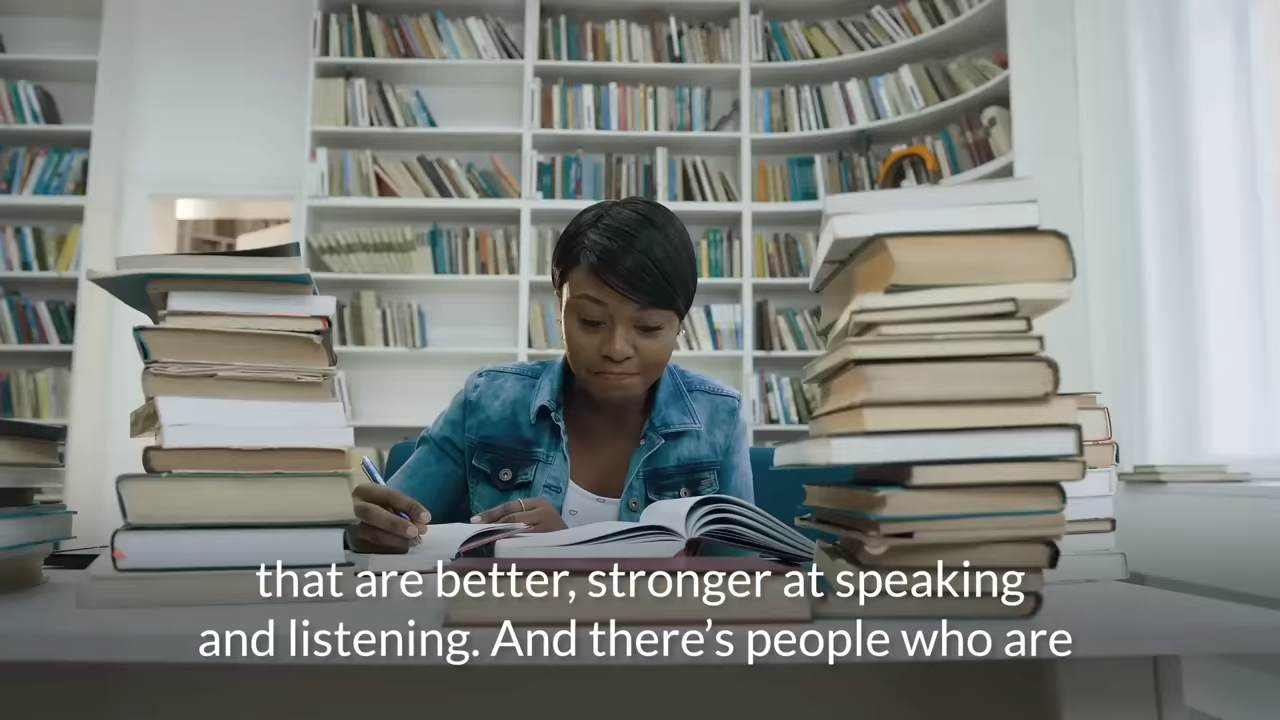 that are better, stronger at speaking
and listening. And there’s people who are